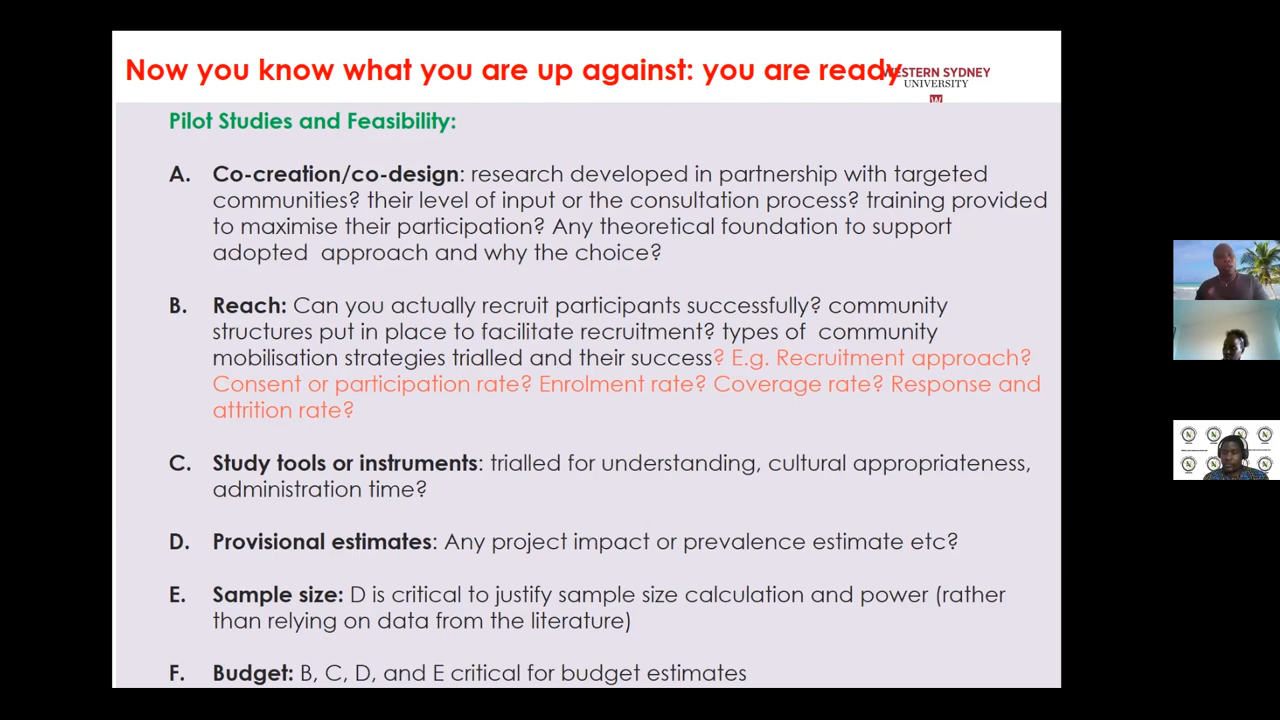 Now you know what you are up against: you are ready
WESTERN SYDNEY
UNIVERSITY
W
Pilot Studies and Feasibility:
A. Co-creation/co-design: research developed in partnership with targeted
communities? their level of input or the consultation process? training provided
to maximise their participation? Any theoretical foundation to support
adopted approach and why the choice?
B. Reach: Can you actually recruit participants successfully? community
structures put in place to facilitate recruitment? types of community
mobilisation strategies trialled and their success? E.g. Recruitment approach?
Consent or participation rate? Enrolment rate? Coverage rate? Response and
attrition rate?
C. Study tools or instruments: trialled for understanding, cultural appropriateness,
administration time?
D. Provisional estimates: Any project impact or prevalence estimate etc?
E. Sample size: D is critical to justify sample size calculation and power (rather
than relying on data from the literature)
F. Budget: B, C, D, and E critical for budget estimates